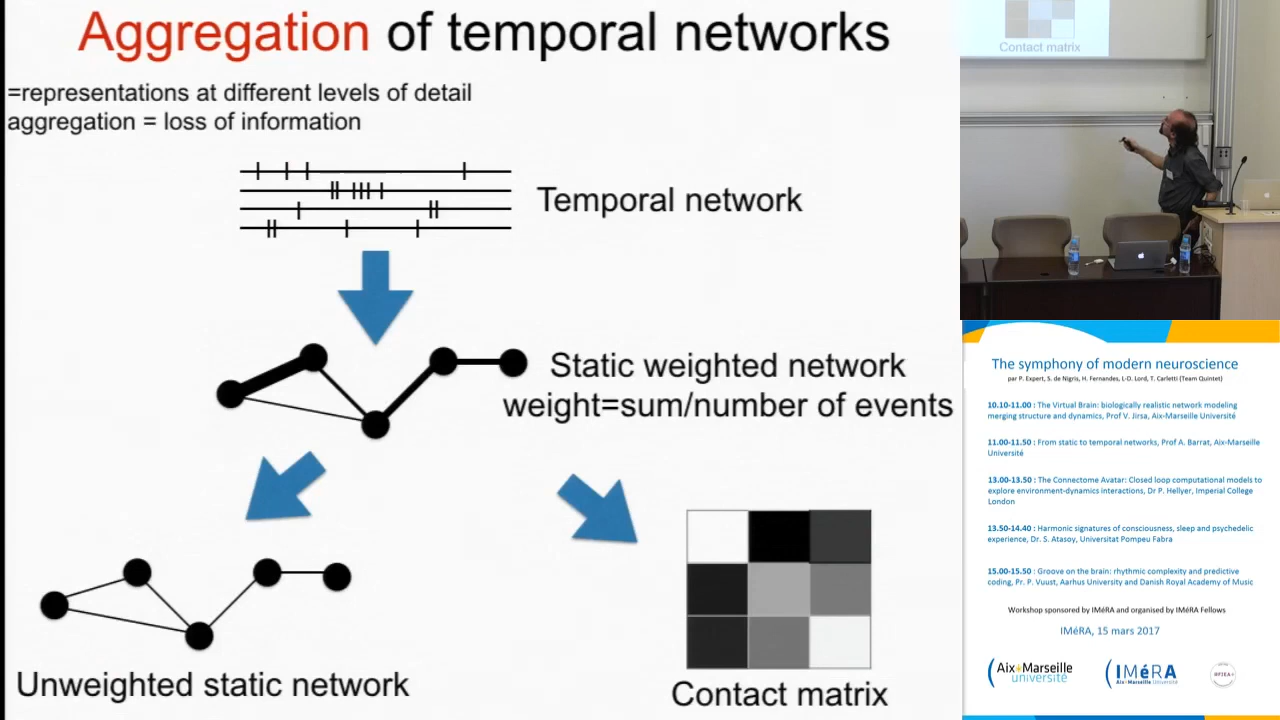 Aggregation of temporal networks
=representations at different levels of detail
aggregation = loss of information
Temporal network
Static weighted network
weight=sum/number of events
Unweighted static network
Contact matrix
Contact matrix
The symphony of modern neuroscience
par P. Expert, S. de Nigris, H. Fernandes, L-D. Lord, T. Carletti (Team Quintet)
10.10-11.00 : The Virtual Brain: biologically realistic network modeling
merging structure and dynamics, Prof V. Jirsa, Aix-Marseille Université
11.00-11.50 : From static to temporal networks, Prof A. Barrat, Aix-Marseille
Université
13.00-13.50 : The Connectome Avatar: Closed loop computational models to
explore environment-dynamics interactions, Dr P. Hellyer, Imperial College
London
13.50-14.40 : Harmonic signatures of consciousness, sleep and psychedelic
experience, Dr. S. Atasoy, Universitat Pompeu Fabra
15.00-15.50 : Groove on the brain: rhythmic complexity and predictive
coding, Pr. P. Vuust, Aarhus University and Danish Royal Academy of Music
Workshop sponsored by IMéRA and organised by IMéRA Fellows
IMéRA, 15 mars 2017
Aix Marseille
université
IMéRA
Aix·Marseille Université